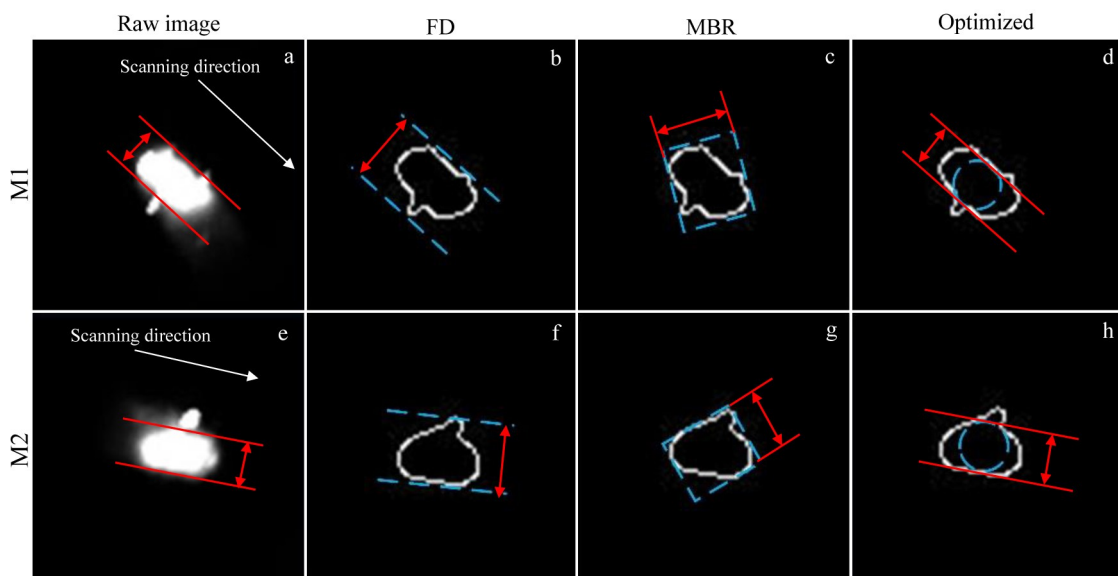 Raw image FD MBR Optimized
M1
Scanning direction
a
b
c
d
M2
Scanning direction
e
f
g
h